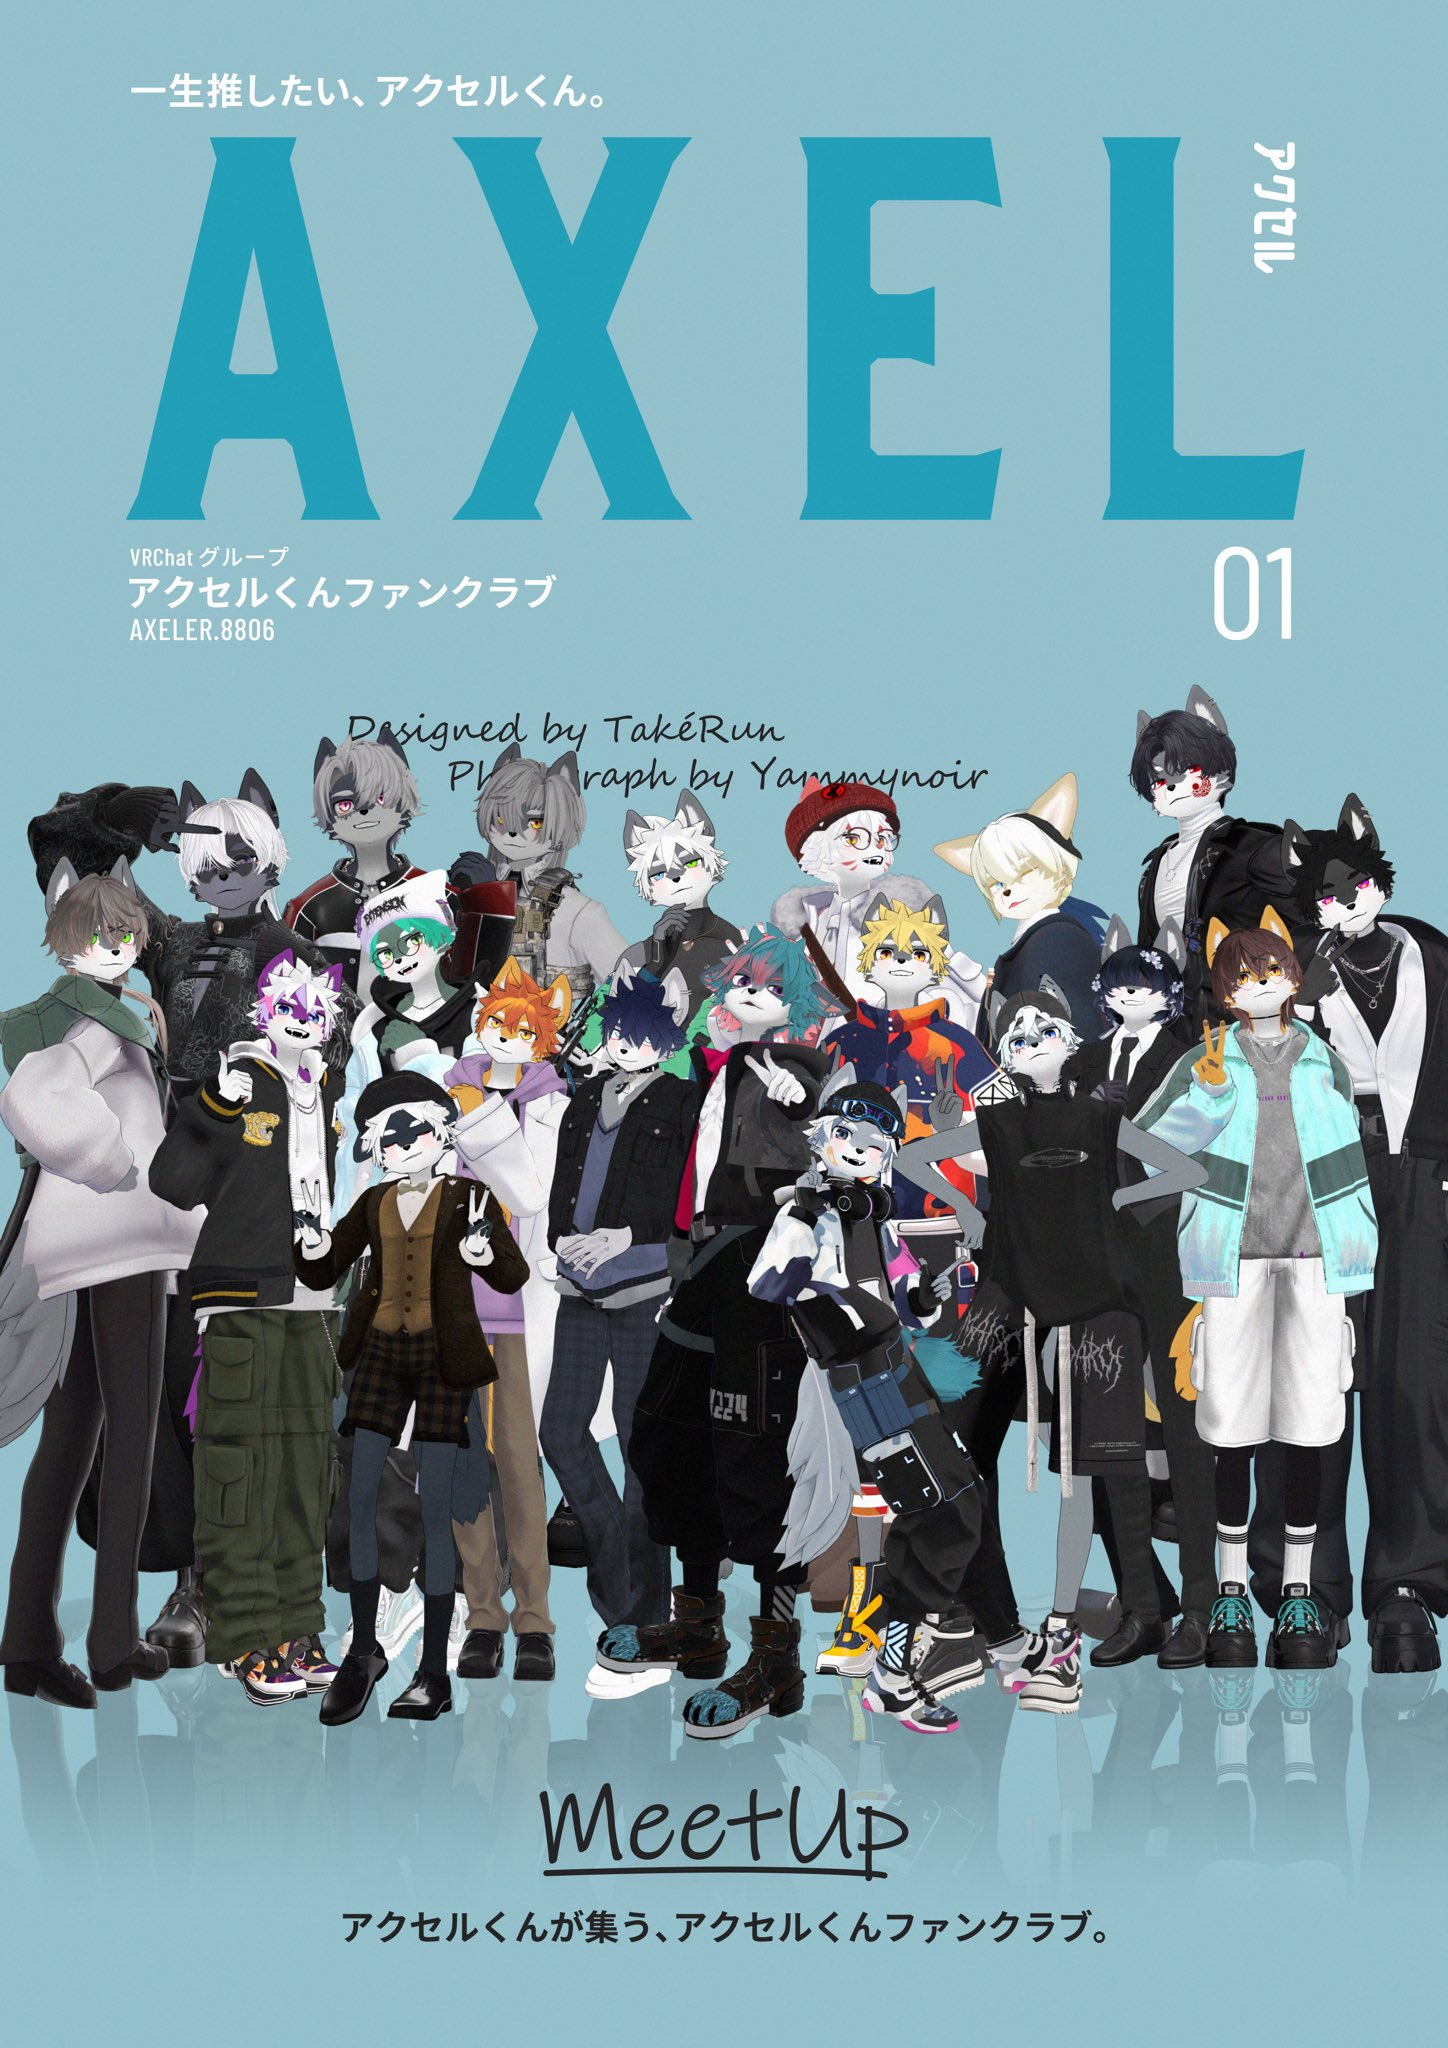 一生推したい、アクセルくん。
AXEL
アクセル
VRChat グループ
アクセルくんファンクラブ
AXELER.8806
01
Designed by TakéRun
by Yammynoir
MeetUp
アクセルくんが集う、アクセルくんファンクラブ。